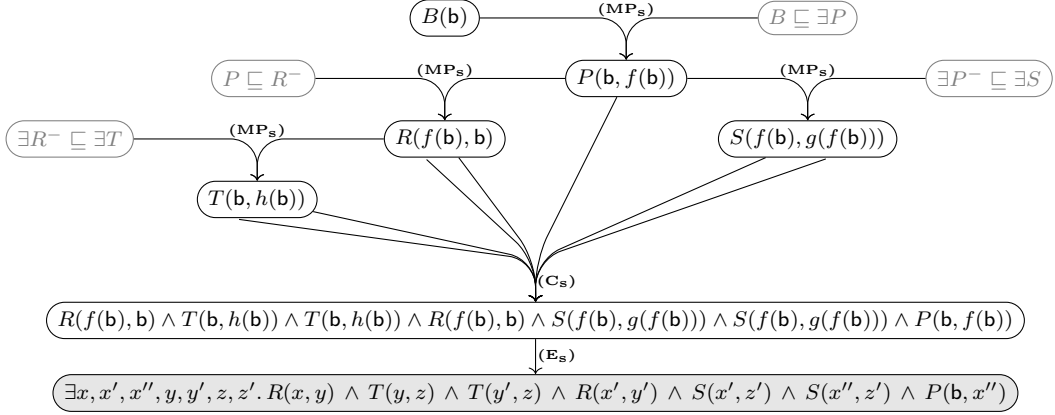 B(b) (MPs) B ⊑ ∃P
P ⊑ R⁻ (MPs) P(b, f(b)) (MPs) ∃P⁻ ⊑ ∃S
∃R⁻ ⊑ ∃T (MPs) R(f(b), b) S(f(b), g(f(b)))
T(b, h(b))
(Cs)
R(f(b), b) ∧ T(b, h(b)) ∧ T(b, h(b)) ∧ R(f(b), b) ∧ S(f(b), g(f(b))) ∧ S(f(b), g(f(b))) ∧ P(b, f(b))
(Es)
∃x, x′, x″, y, y′, z, z′. R(x, y) ∧ T(y, z) ∧ T(y′, z) ∧ R(x′, y′) ∧ S(x′, z′) ∧ S(x″, z′) ∧ P(b, x″)